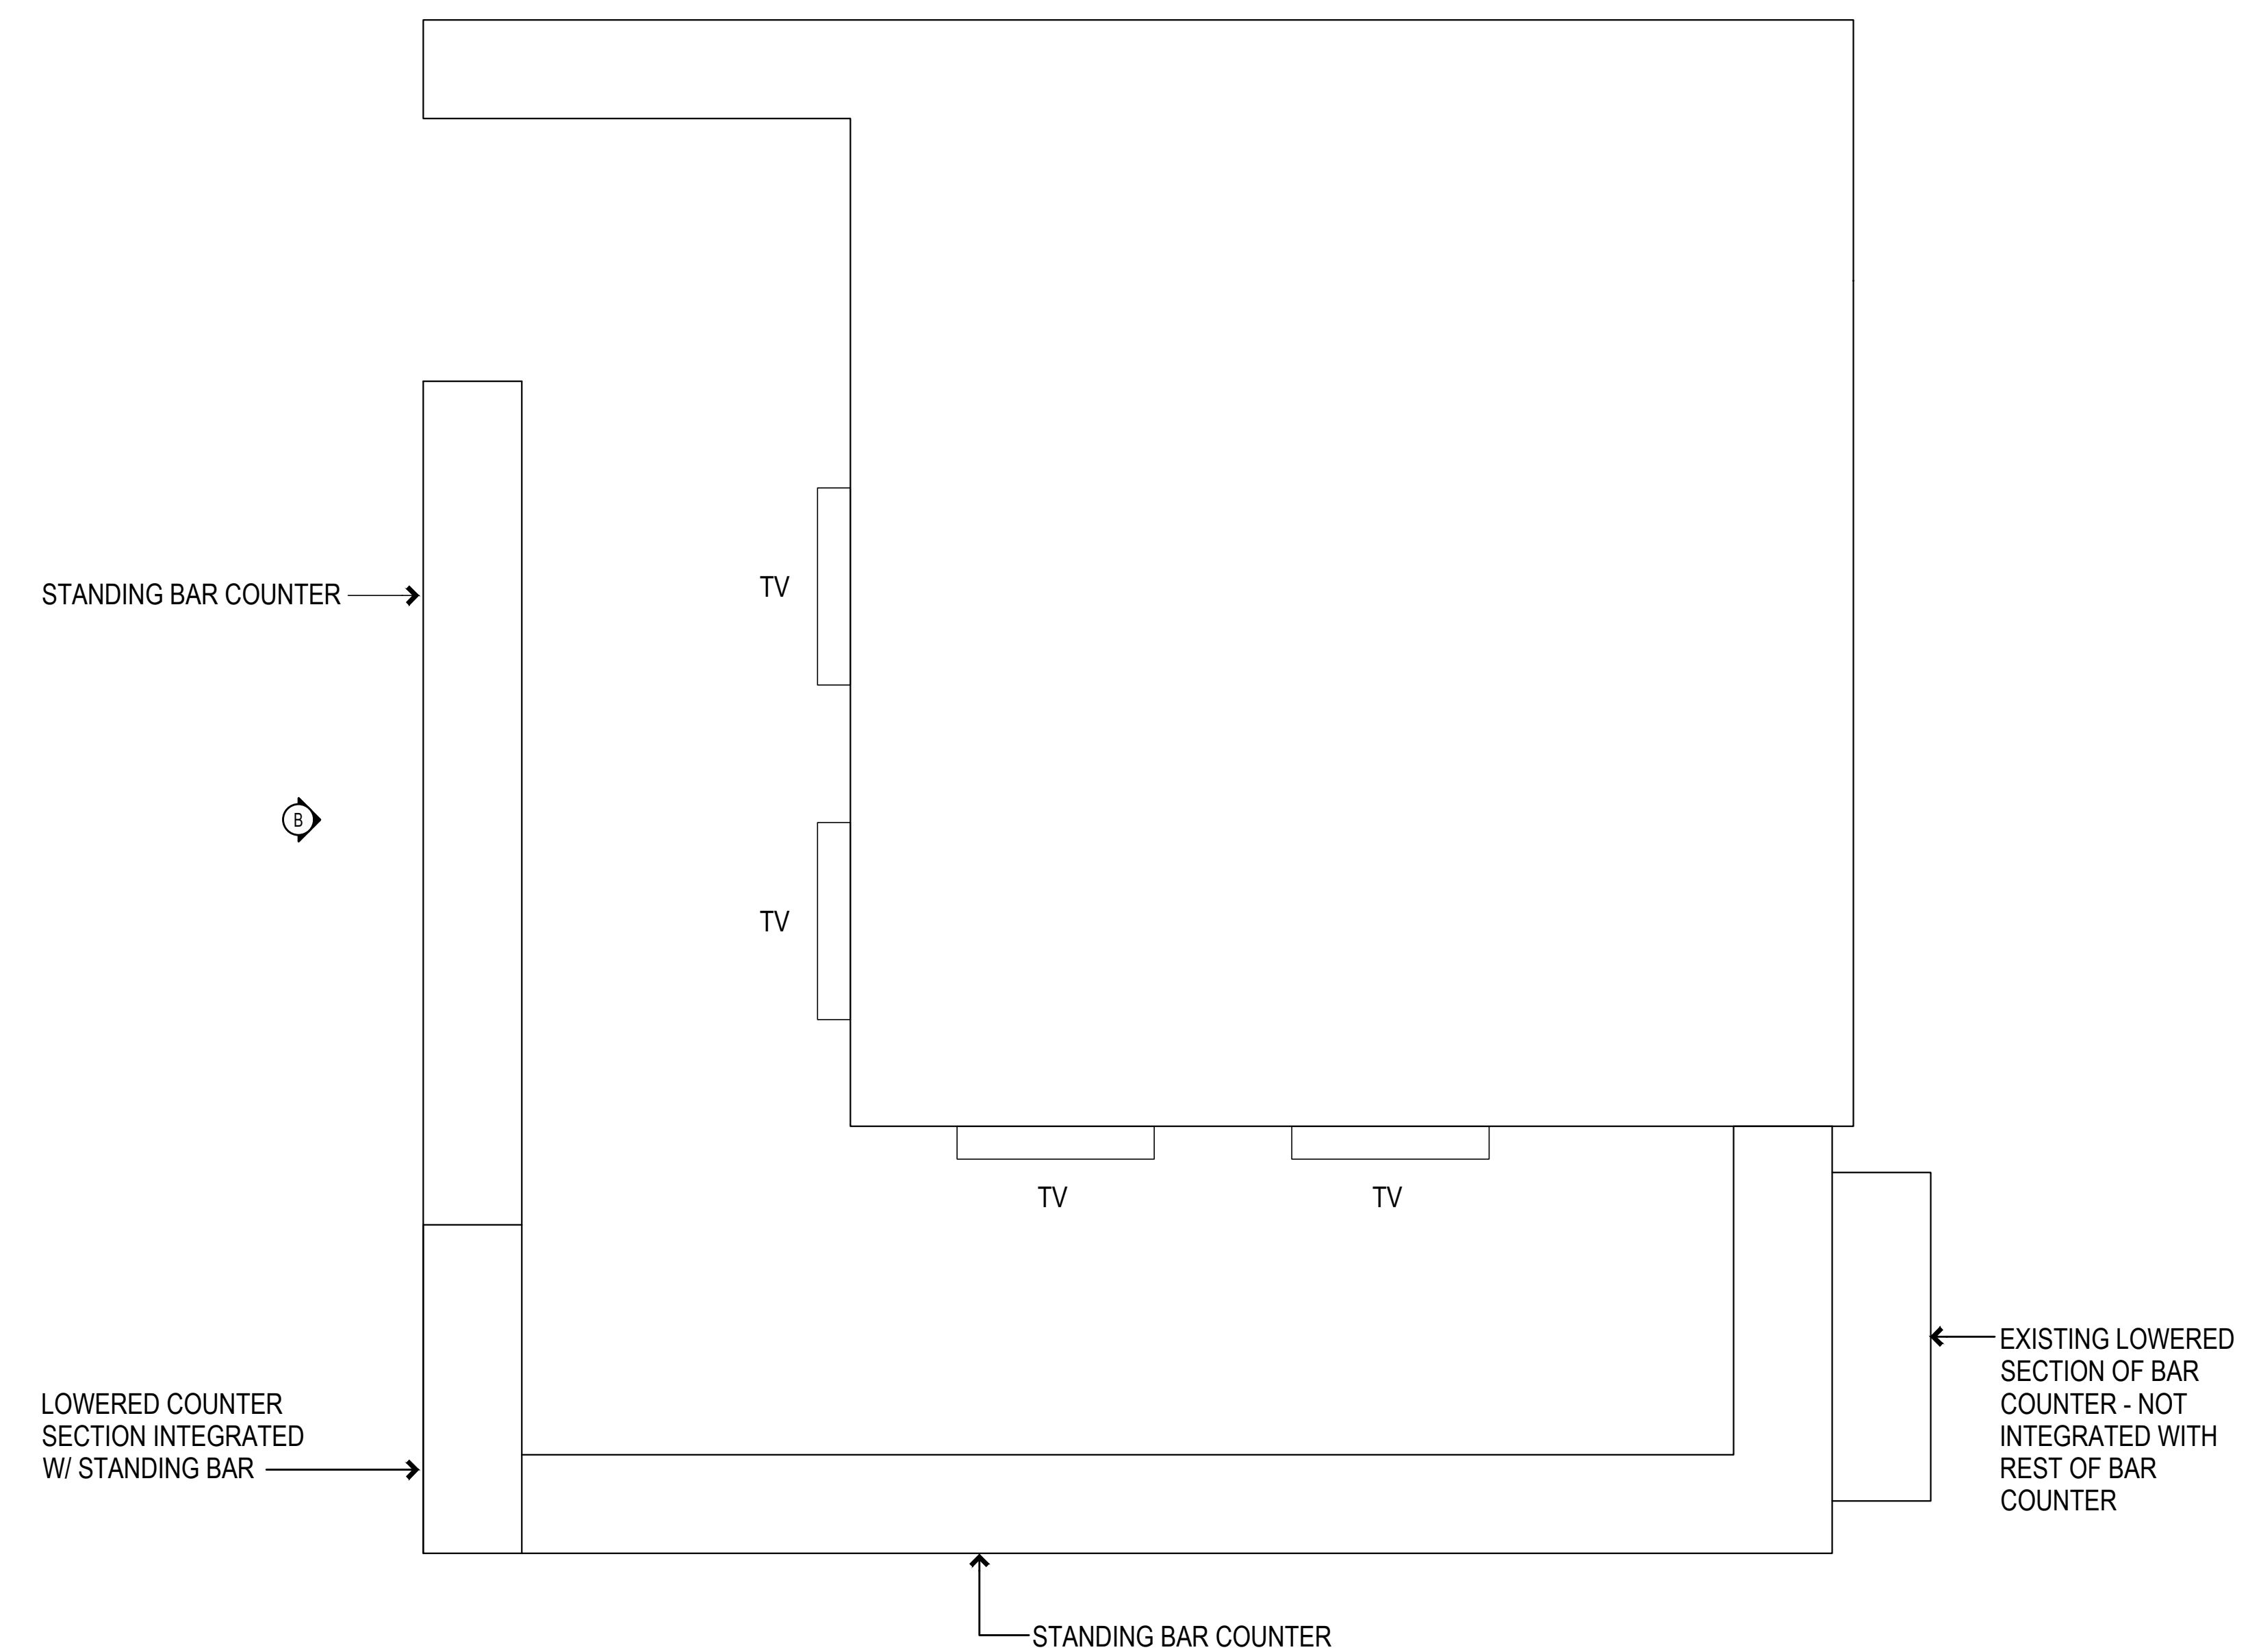 STANDING BAR COUNTER
TV
B
TV
TV
TV
LOWERED COUNTER
SECTION INTEGRATED
W/ STANDING BAR
EXISTING LOWERED
SECTION OF BAR
COUNTER - NOT
INTEGRATED WITH
REST OF BAR
COUNTER
STANDING BAR COUNTER